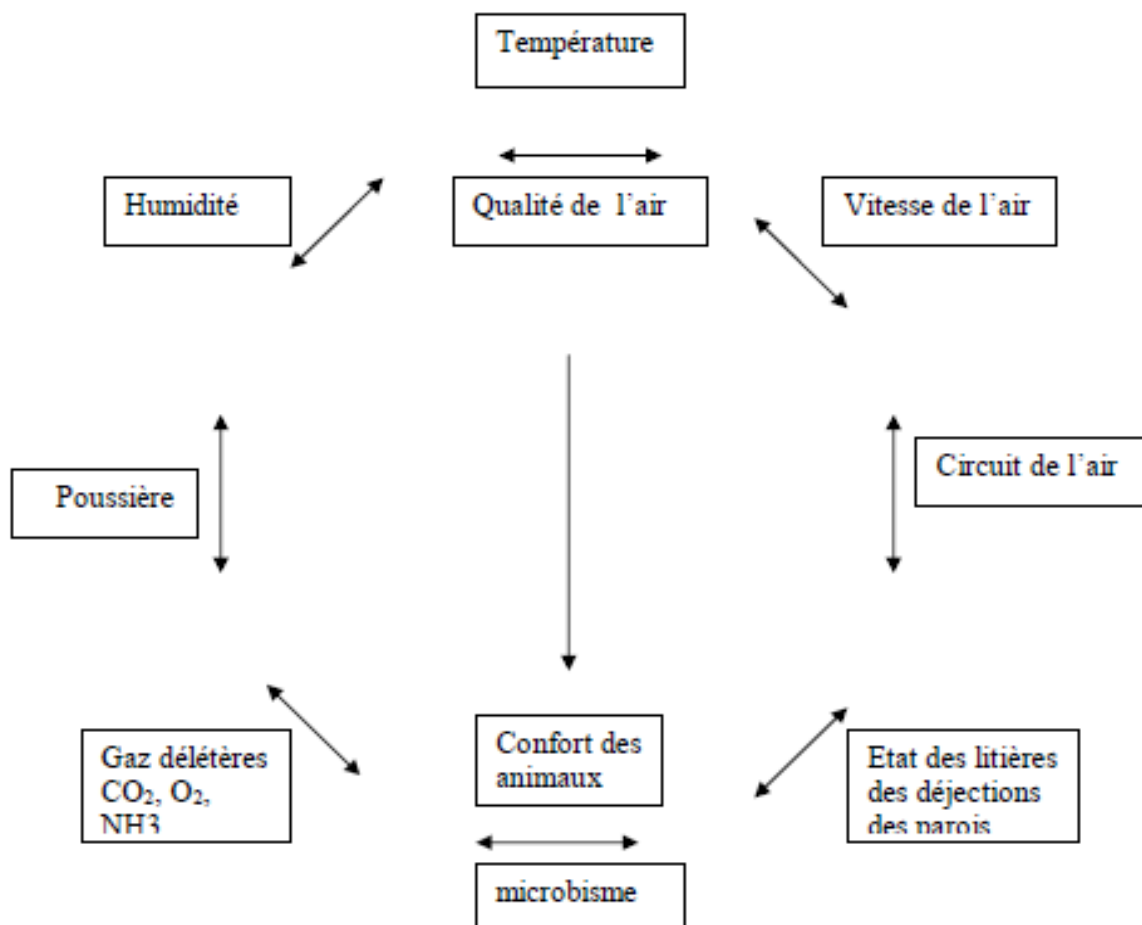 Température
Humidité
Qualité de l’air
Vitesse de l’air
Poussière
Circuit de l’air
Gaz délétères
CO₂, O₂,
NH3
Confort des
animaux
Etat des litières
des déjections
des parois
microbisme